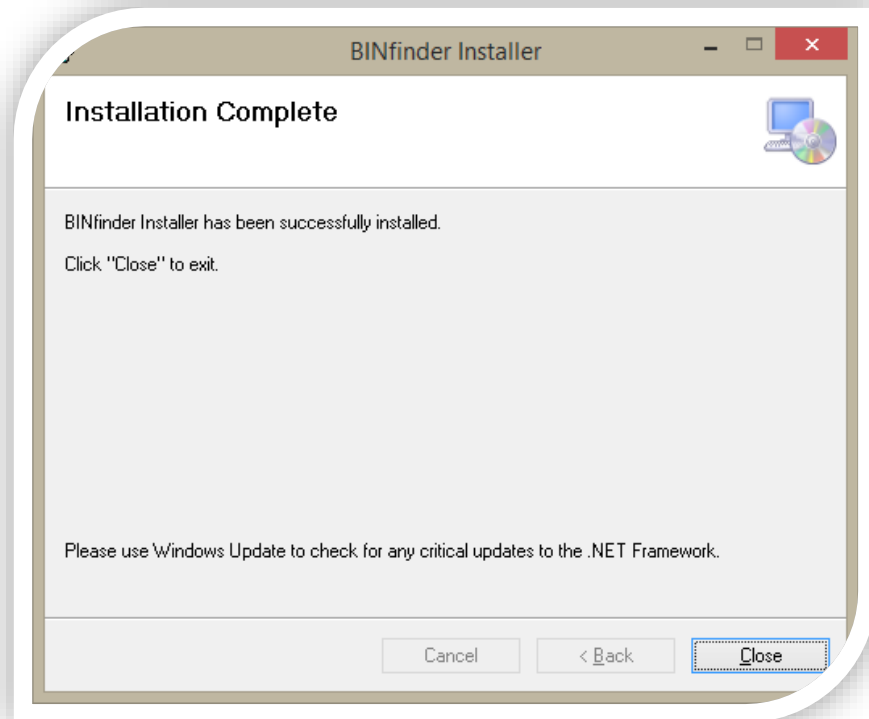 BINfinder Installer
Installation Complete
BINfinder Installer has been successfully installed.
Click "Close" to exit.
Please use Windows Update to check for any critical updates to the .NET Framework.
Cancel
< Back
Close